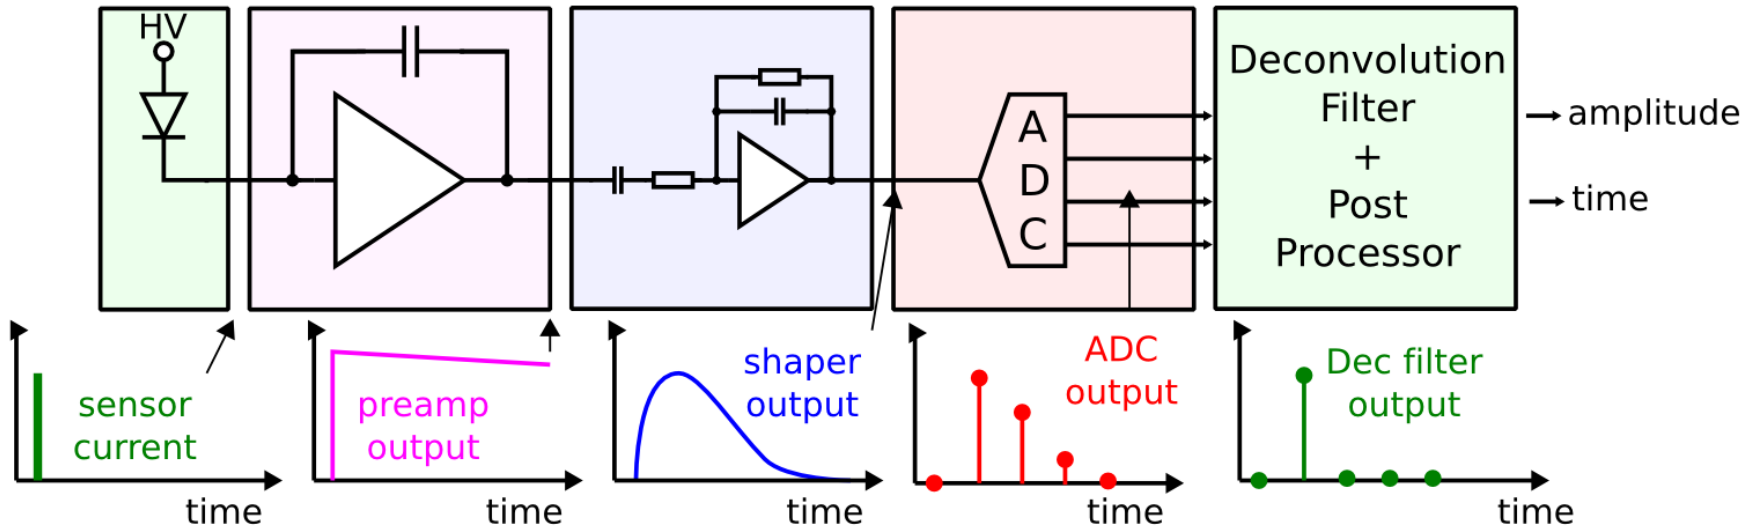 HV
A
D
C
Deconvolution
Filter
+
Post
Processor
amplitude
time
sensor
current
time
preamp
output
time
shaper
output
time
ADC
output
time
Dec filter
output
time